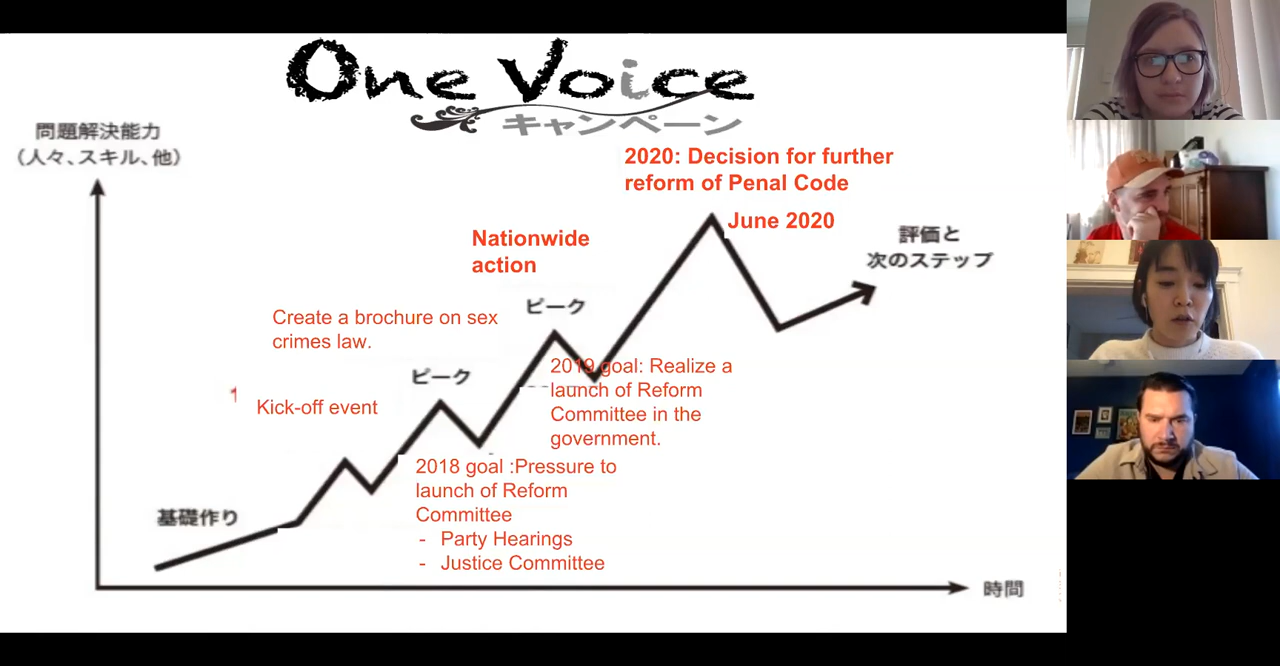 One Voice
キャンペーン
問題解決能力
（人々、スキル、他）
2020: Decision for further
reform of Penal Code
June 2020
評価と
次のステップ
Nationwide
action
ピーク
Create a brochure on sex
crimes law.
2019 goal: Realize a
launch of Reform
Committee in the
government.
ピーク
1
Kick-off event
2018 goal :Pressure to
launch of Reform
Committee
- Party Hearings
- Justice Committee
基礎作り
時間